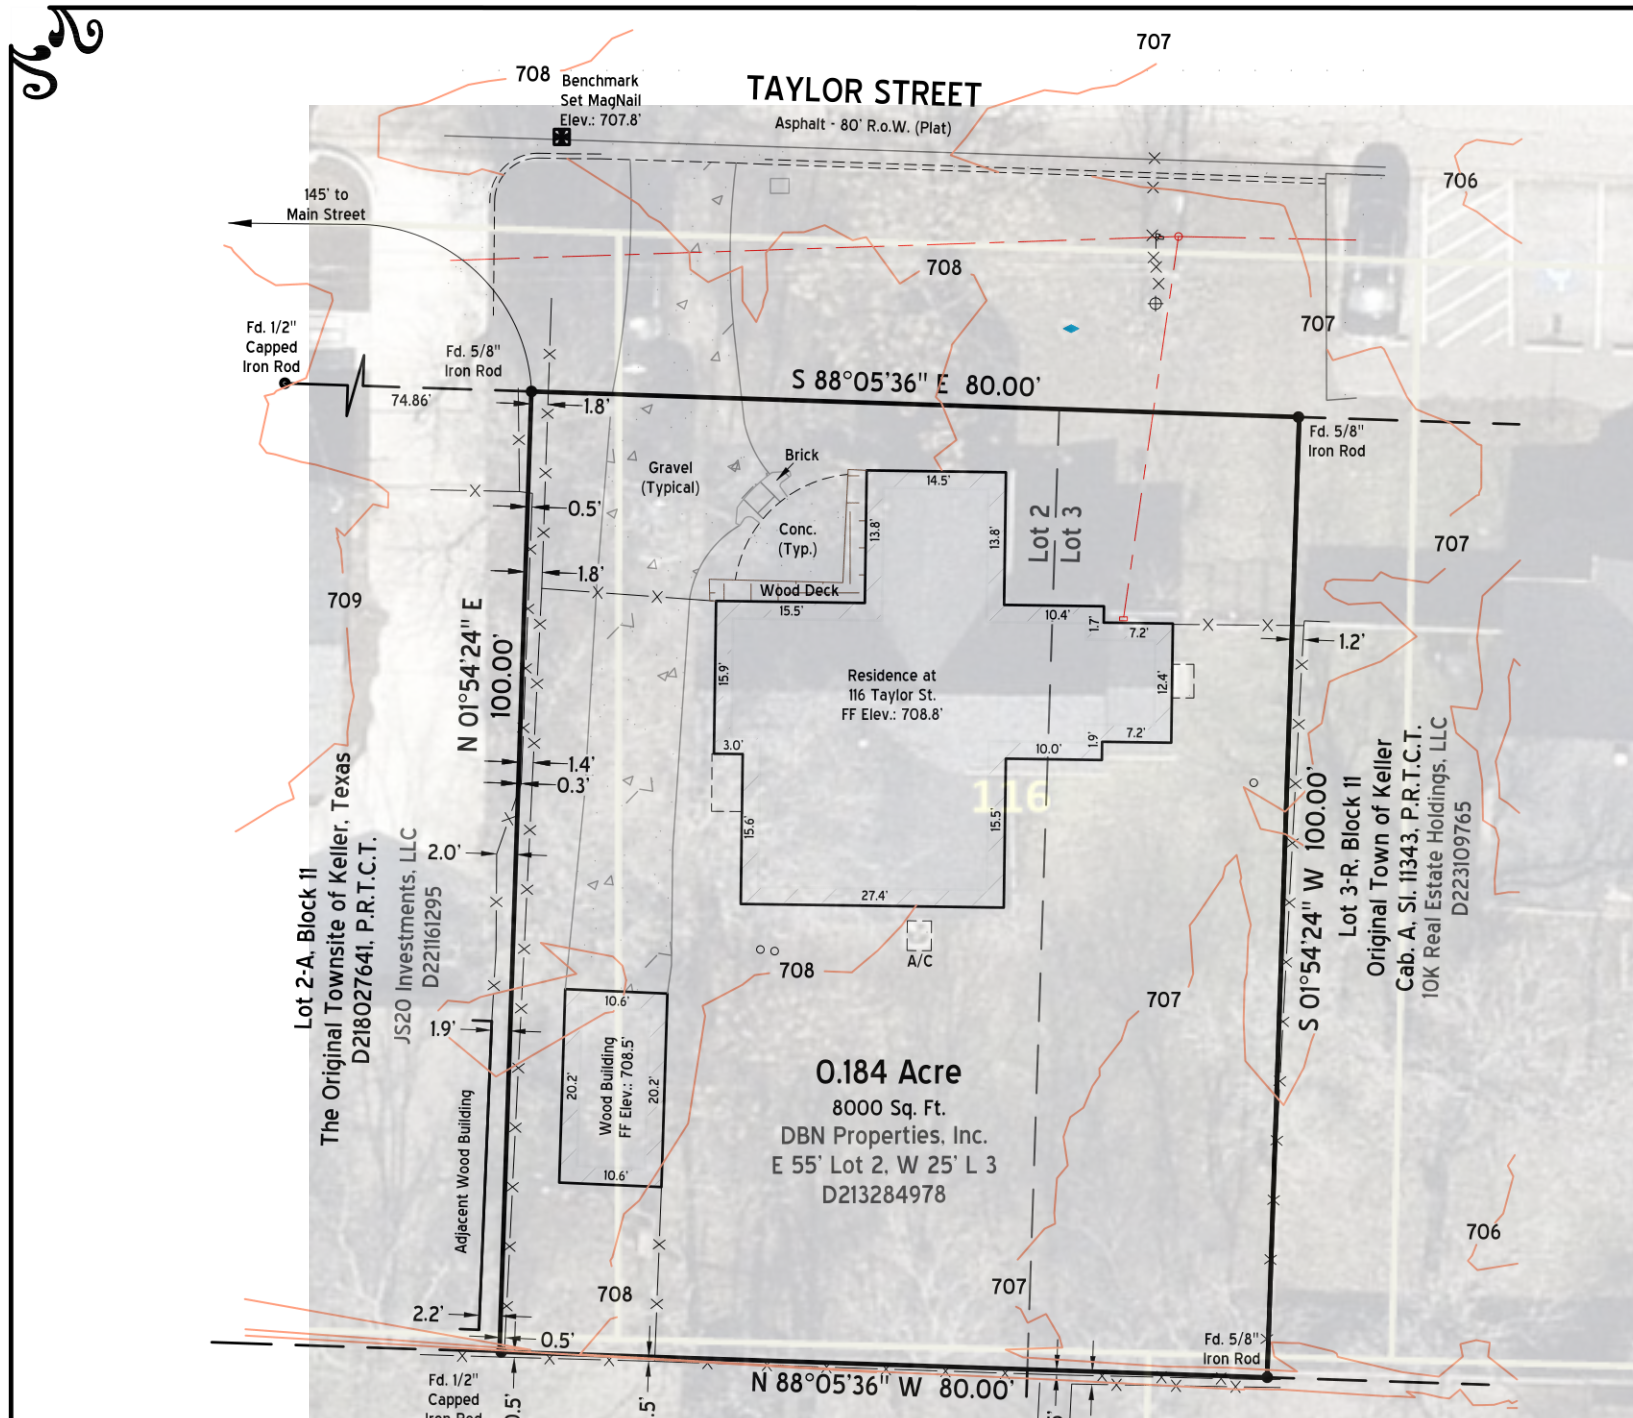 707
708
Benchmark
Set MagNail
Elev.: 707.8'
TAYLOR STREET
Asphalt - 80' R.o.W. (Plat)
706
145' to
Main Street
708
707
Fd. 1/2"
Capped
Iron Rod
Fd. 5/8"
Iron Rod
74.86'
1.8'
S 88°05'36" E 80.00'
Fd. 5/8"
Iron Rod
Gravel
(Typical)
Brick
14.5'
0.5'
Conc.
(Typ.)
13.8'
13.8'
Lot 2
Lot 3
707
1.8'
709
Wood Deck
15.5'
10.4'
1.7'
7.2'
1.2'
N 01°54'24" E
100.00'
15.9'
Residence at
116 Taylor St.
FF Elev.: 708.8'
12.4'
3.0'
10.0'
1.9'
7.2'
1.4'
0.3'
116
15.6'
15.5'
2.0'
27.4'
S 01°54'24" W 100.00'
Lot 3-R, Block 11
Original Town of Keller
Cab. A, Sl. 11343, P.R.T.C.T.
10K Real Estate Holdings, LLC
D223109765
Lot 2-A, Block 11
The Original Townsite of Keller, Texas
D218027641, P.R.T.C.T.
JS20 Investments, LLC
D221161295
A/C
708
707
10.6'
1.9'
20.2'
Wood Building
FF Elev.: 708.5'
20.2'
10.6'
Adjacent Wood Building
0.184 Acre
8000 Sq. Ft.
DBN Properties, Inc.
E 55' Lot 2, W 25' L 3
D213284978
706
708
707
2.2'
0.5'
Fd. 5/8"
Iron Rod
Fd. 1/2"
Capped
Iron Rod
0.5'
.5'
N 88°05'36" W 80.00'